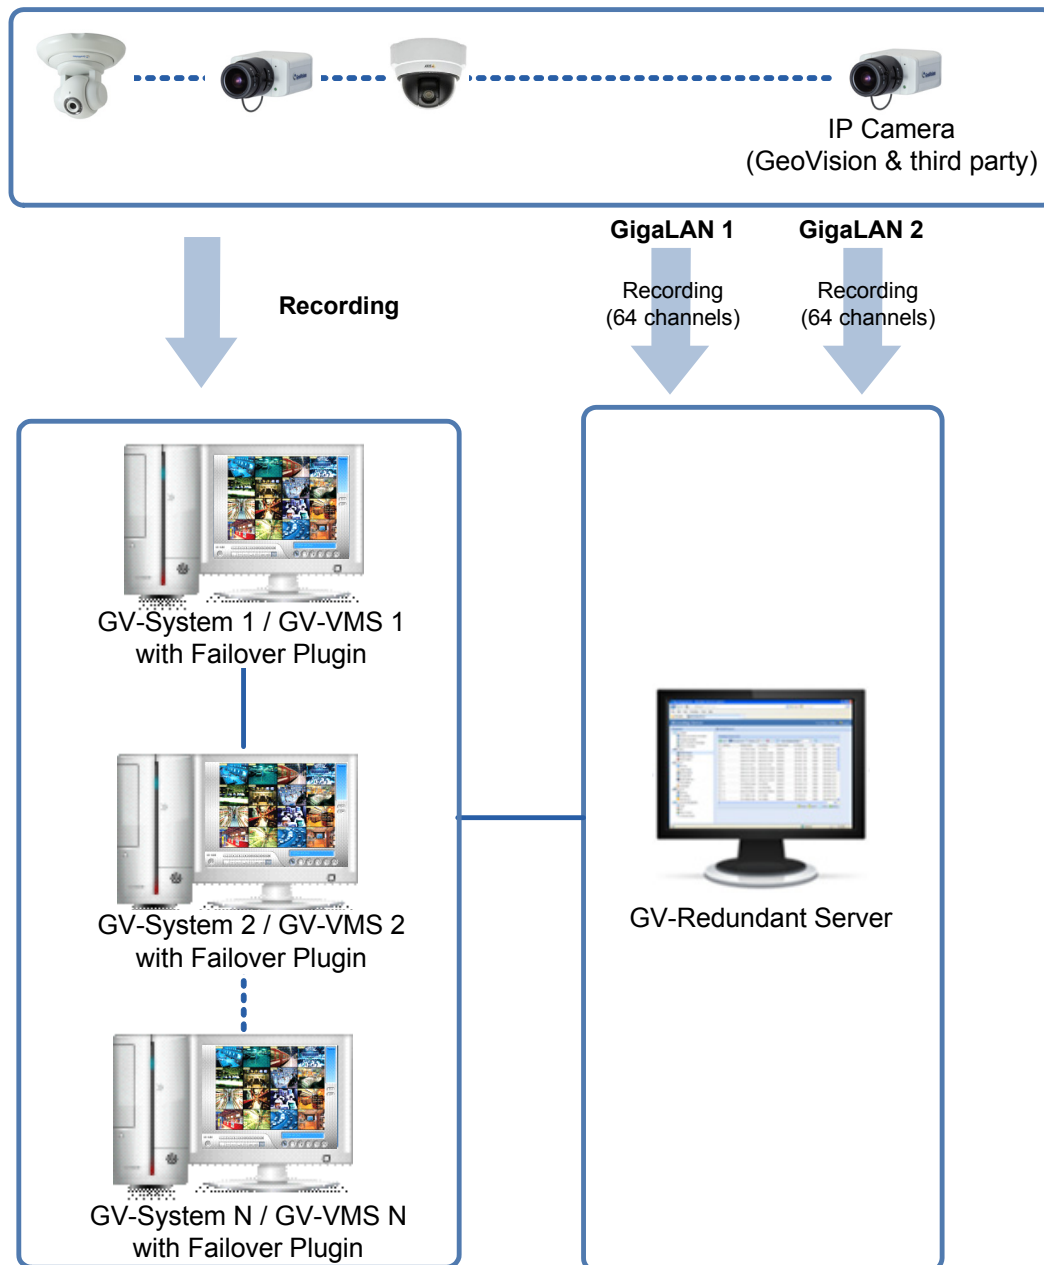 IP Camera
(GeoVision & third party)
GigaLAN 1
GigaLAN 2
Recording
Recording
(64 channels)
Recording
(64 channels)
GV-System 1 / GV-VMS 1
with Failover Plugin
GV-System 2 / GV-VMS 2
with Failover Plugin
GV-Redundant Server
GV-System N / GV-VMS N
with Failover Plugin